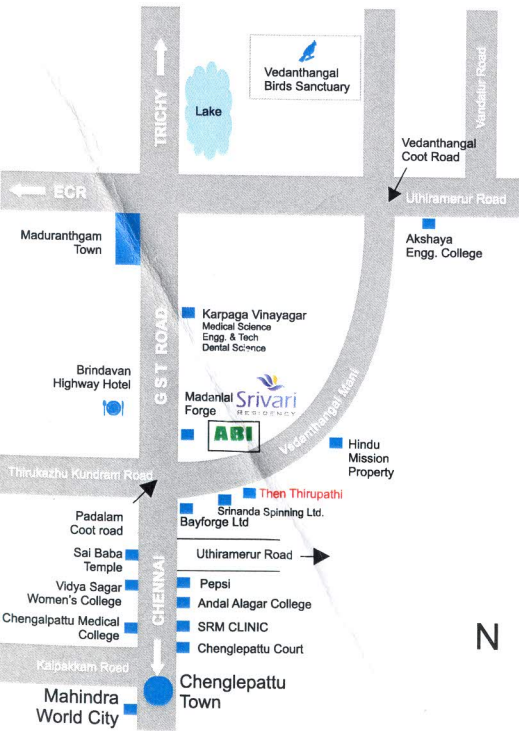 Vedanthangal
Birds Sanctuary
TRICHY
Lake
Vandalur Road
Vedanthangal
Coot Road
ECR
Uthiramerur Road
Maduranthgam
Town
Akshaya
Engg. College
GST ROAD
Karpaga Vinayagar
Medical Science
Engg. & Tech
Dental Science
Brindavan
Highway Hotel
Madanlal
Forge
Srivari
RESIDENCY
ABI
Vedanthangal Main
Hindu
Mission
Property
Thirukazhu Kundram Road
Then Thirupathi
Srinanda Spinning Ltd.
Bayforge Ltd
Padalam
Coot road
Uthiramerur Road
Sai Baba
Temple
CHENNAI
Pepsi
Vidya Sagar
Women's College
Andal Alagar College
Chengalpattu Medical
College
SRM CLINIC
Chenglepattu Court
N
Kalpakkam Road
Chenglepattu
Town
Mahindra
World City